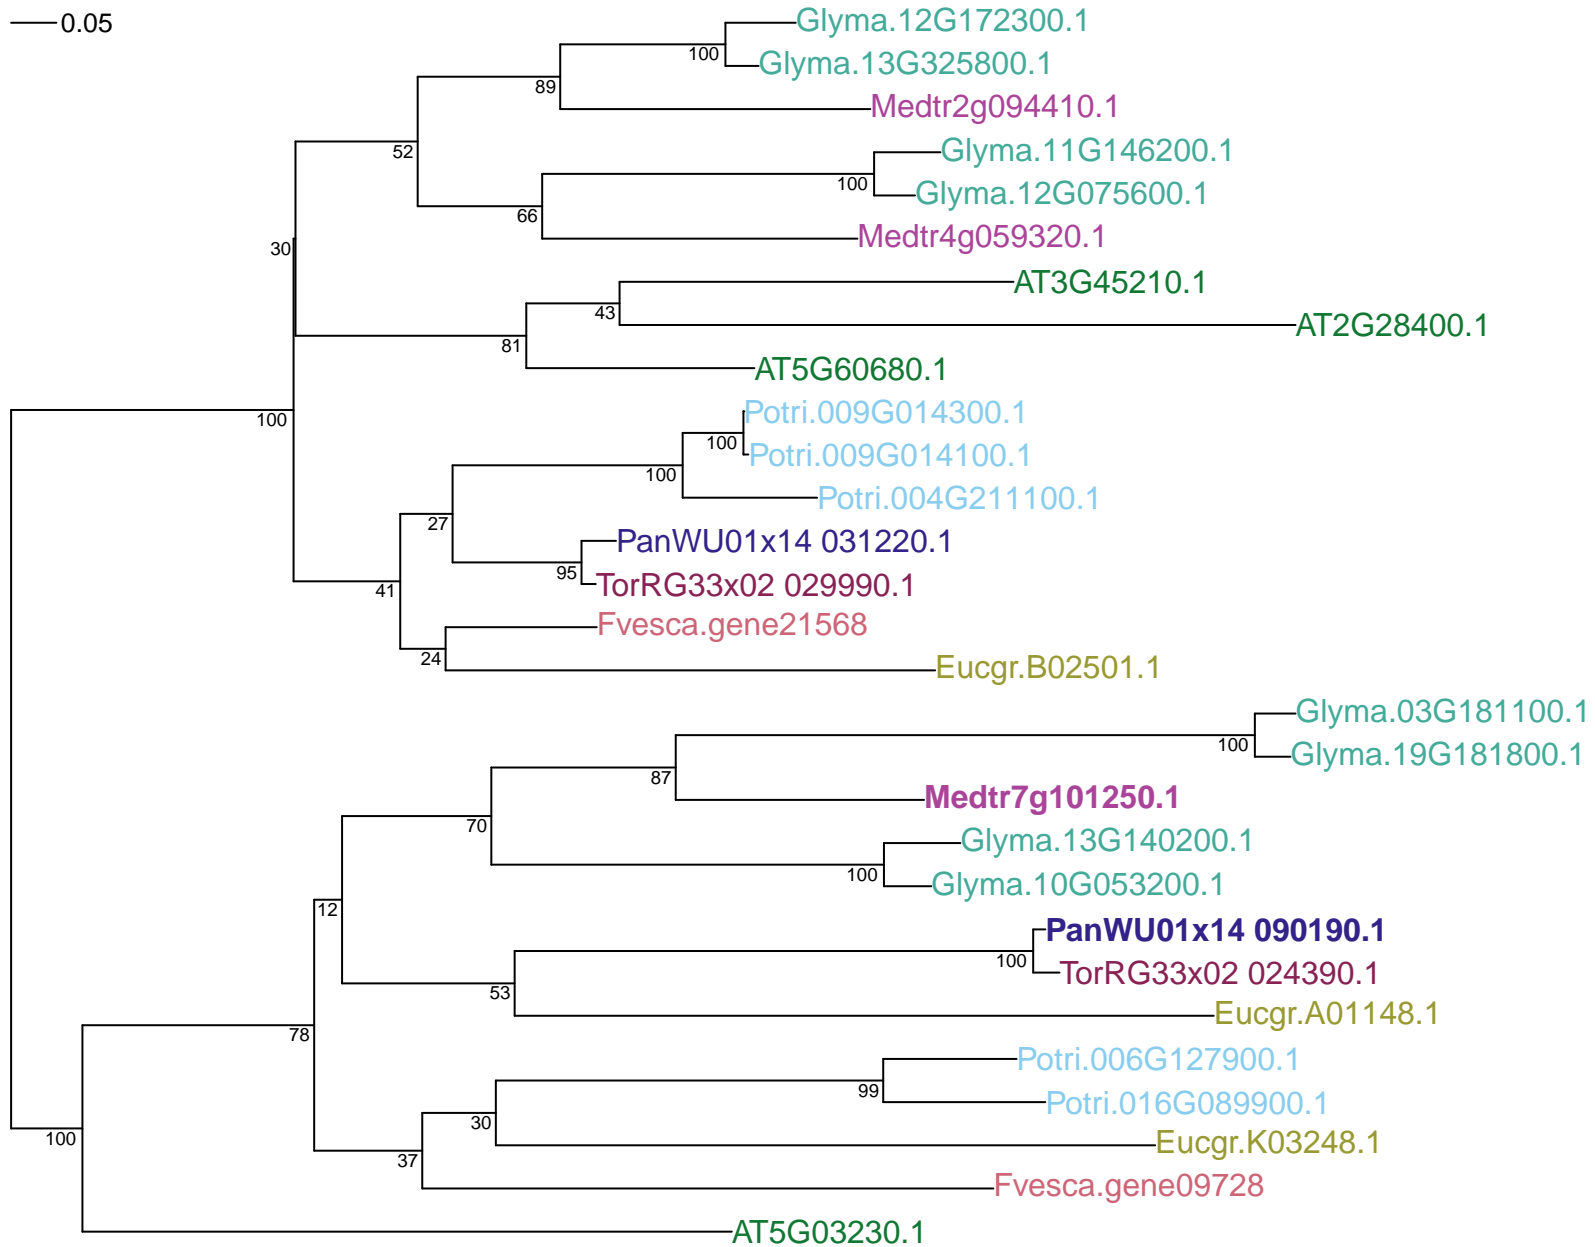 0.05
Glyma.12G172300.1
100
Glyma.13G325800.1
89
Medtr2g094410.1
52
Glyma.11G146200.1
100
Glyma.12G075600.1
66
Medtr4g059320.1
30
AT3G45210.1
43
AT2G28400.1
81
AT5G60680.1
100
Potri.009G014300.1
100
Potri.009G014100.1
100
Potri.004G211100.1
27
PanWU01x14 031220.1
95
TorRG33x02 029990.1
41
Fvesca.gene21568
24
Eucgr.B02501.1
Glyma.03G181100.1
100
Glyma.19G181800.1
87
Medtr7g101250.1
70
Glyma.13G140200.1
100
Glyma.10G053200.1
12
PanWU01x14 090190.1
100
TorRG33x02 024390.1
53
Eucgr.A01148.1
78
Potri.006G127900.1
99
Potri.016G089900.1
30
Eucgr.K03248.1
37
Fvesca.gene09728
100
AT5G03230.1